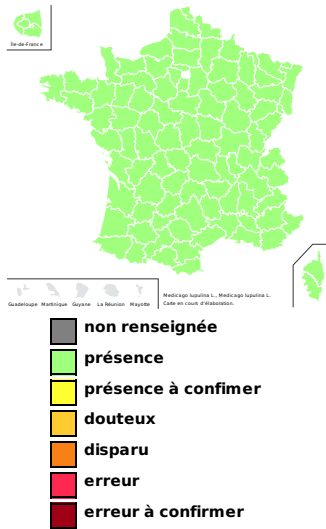 Île-de-France
Guadeloupe Martinique Guyane La Réunion Mayotte
Medicago lupulina L., Medicago lupulina L.
Carte en cours d'élaboration.
non renseignée
présence
présence à confimer
douteux
disparu
erreur
erreur à confirmer